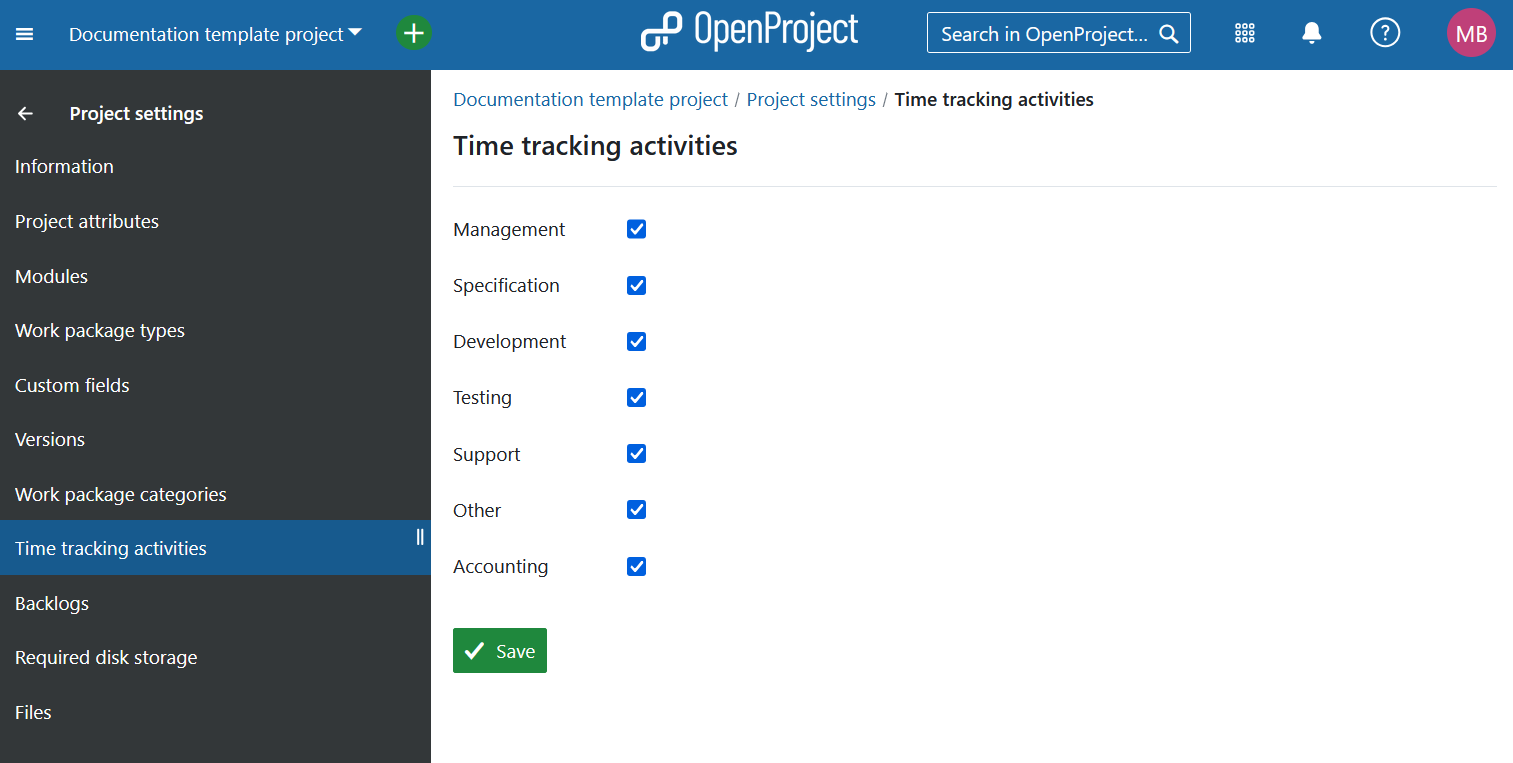 Documentation template project
OpenProject
Search in OpenProject...
?
MB
Project settings
Information
Project attributes
Modules
Work package types
Custom fields
Versions
Work package categories
Time tracking activities
Backlogs
Required disk storage
Files
Documentation template project / Project settings / Time tracking activities
Time tracking activities
Management
Specification
Development
Testing
Support
Other
Accounting
Save